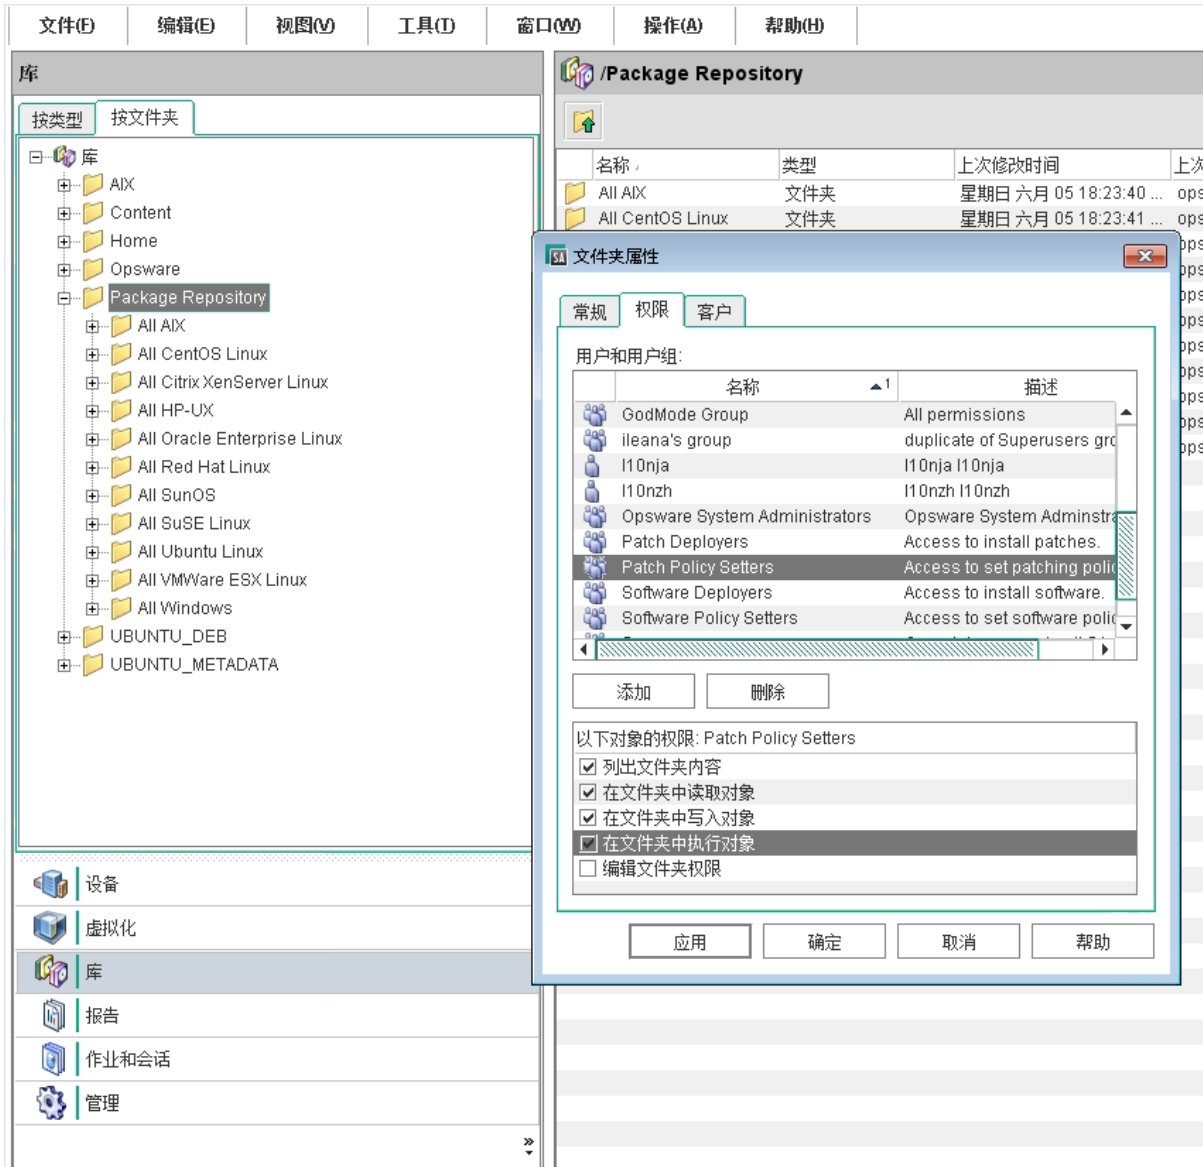 文件(F) 编辑(E) 视图(V) 工具(T) 窗口(W) 操作(A) 帮助(H)
库
按类型 按文件夹
库
AIX
Content
Home
Opsware
Package Repository
All AIX
All CentOS Linux
All Citrix XenServer Linux
All HP-UX
All Oracle Enterprise Linux
All Red Hat Linux
All SunOS
All SuSE Linux
All Ubuntu Linux
All VMWare ESX Linux
All Windows
UBUNTU_DEB
UBUNTU_METADATA
设备
虚拟化
库
报告
作业和会话
管理
/Package Repository
名称 类型 上次修改时间 上次
All AIX 文件夹 星期日 六月 05 18:23:40 ... ops
All CentOS Linux 文件夹 星期日 六月 05 18:23:41 ... ops
SA 文件夹属性
常规 权限 客户
用户和用户组:
名称 1 描述
GodMode Group All permissions
ileana's group duplicate of Superusers gro
l10nja l10nja l10nja
l10nzh l10nzh l10nzh
Opsware System Administrators Opsware System Adminstra
Patch Deployers Access to install patches.
Patch Policy Setters Access to set patching polic
Software Deployers Access to install software.
Software Policy Setters Access to set software polic
添加 删除
以下对象的权限: Patch Policy Setters
列出文件夹内容
在文件夹中读取对象
在文件夹中写入对象
在文件夹中执行对象
编辑文件夹权限
应用 确定 取消 帮助